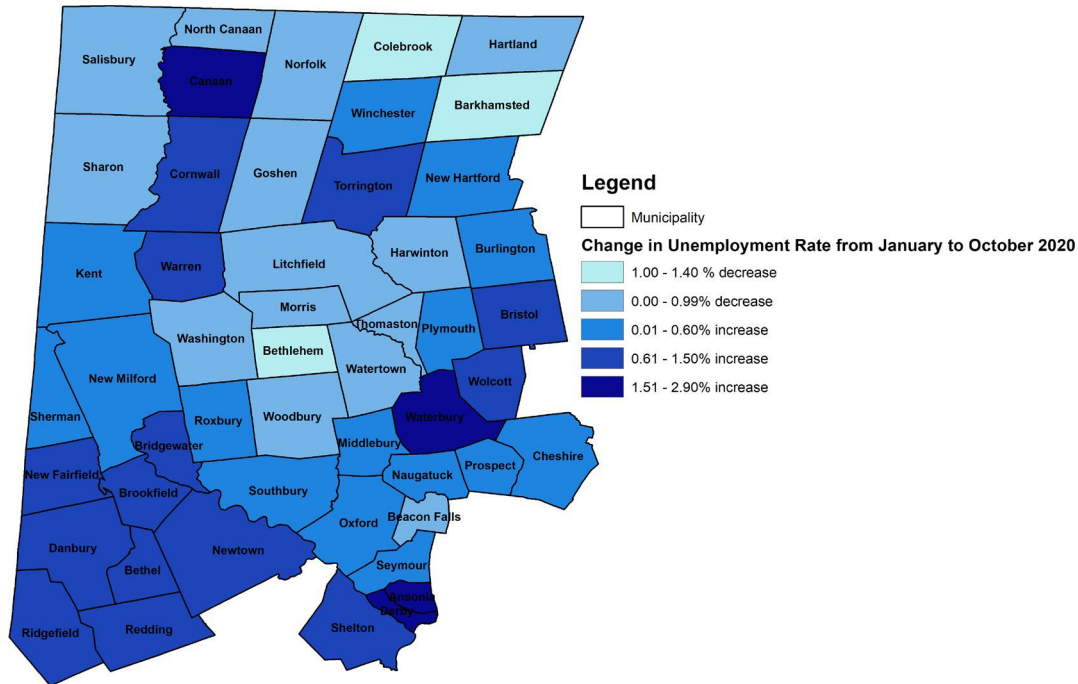 North Canaan
Colebrook
Hartland
Salisbury
Norfolk
Canaan
Barkhamsted
Winchester
Sharon
Cornwall
Goshen
Torrington
New Hartford
Legend
Municipality
Change in Unemployment Rate from January to October 2020
1.00 - 1.40 % decrease
0.00 - 0.99% decrease
0.01 - 0.60% increase
0.61 - 1.50% increase
1.51 - 2.90% increase
Kent
Warren
Litchfield
Harwinton
Burlington
Morris
Thomaston
Plymouth
Bristol
Washington
Bethlehem
Watertown
New Milford
Wolcott
Sherman
Roxbury
Woodbury
Waterbury
Bridgewater
Middlebury
Cheshire
New Fairfield
Naugatuck
Prospect
Brookfield
Southbury
Beacon Falls
Oxford
Danbury
Newtown
Bethel
Seymour
Ansonia
Derby
Ridgefield
Redding
Shelton